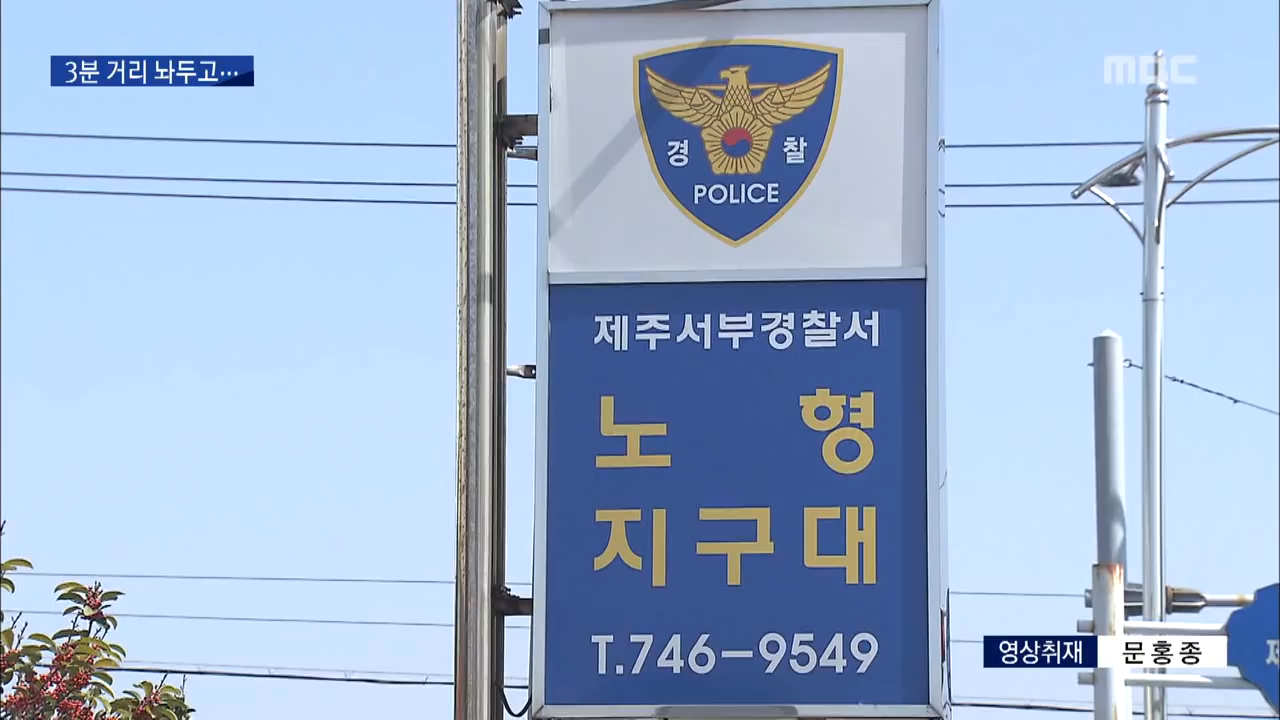 3분 거리 놔두고…
MBC
경 찰
POLICE
제주서부경찰서
노 형
지구대
T.746-9549
영상취재 문홍종
제